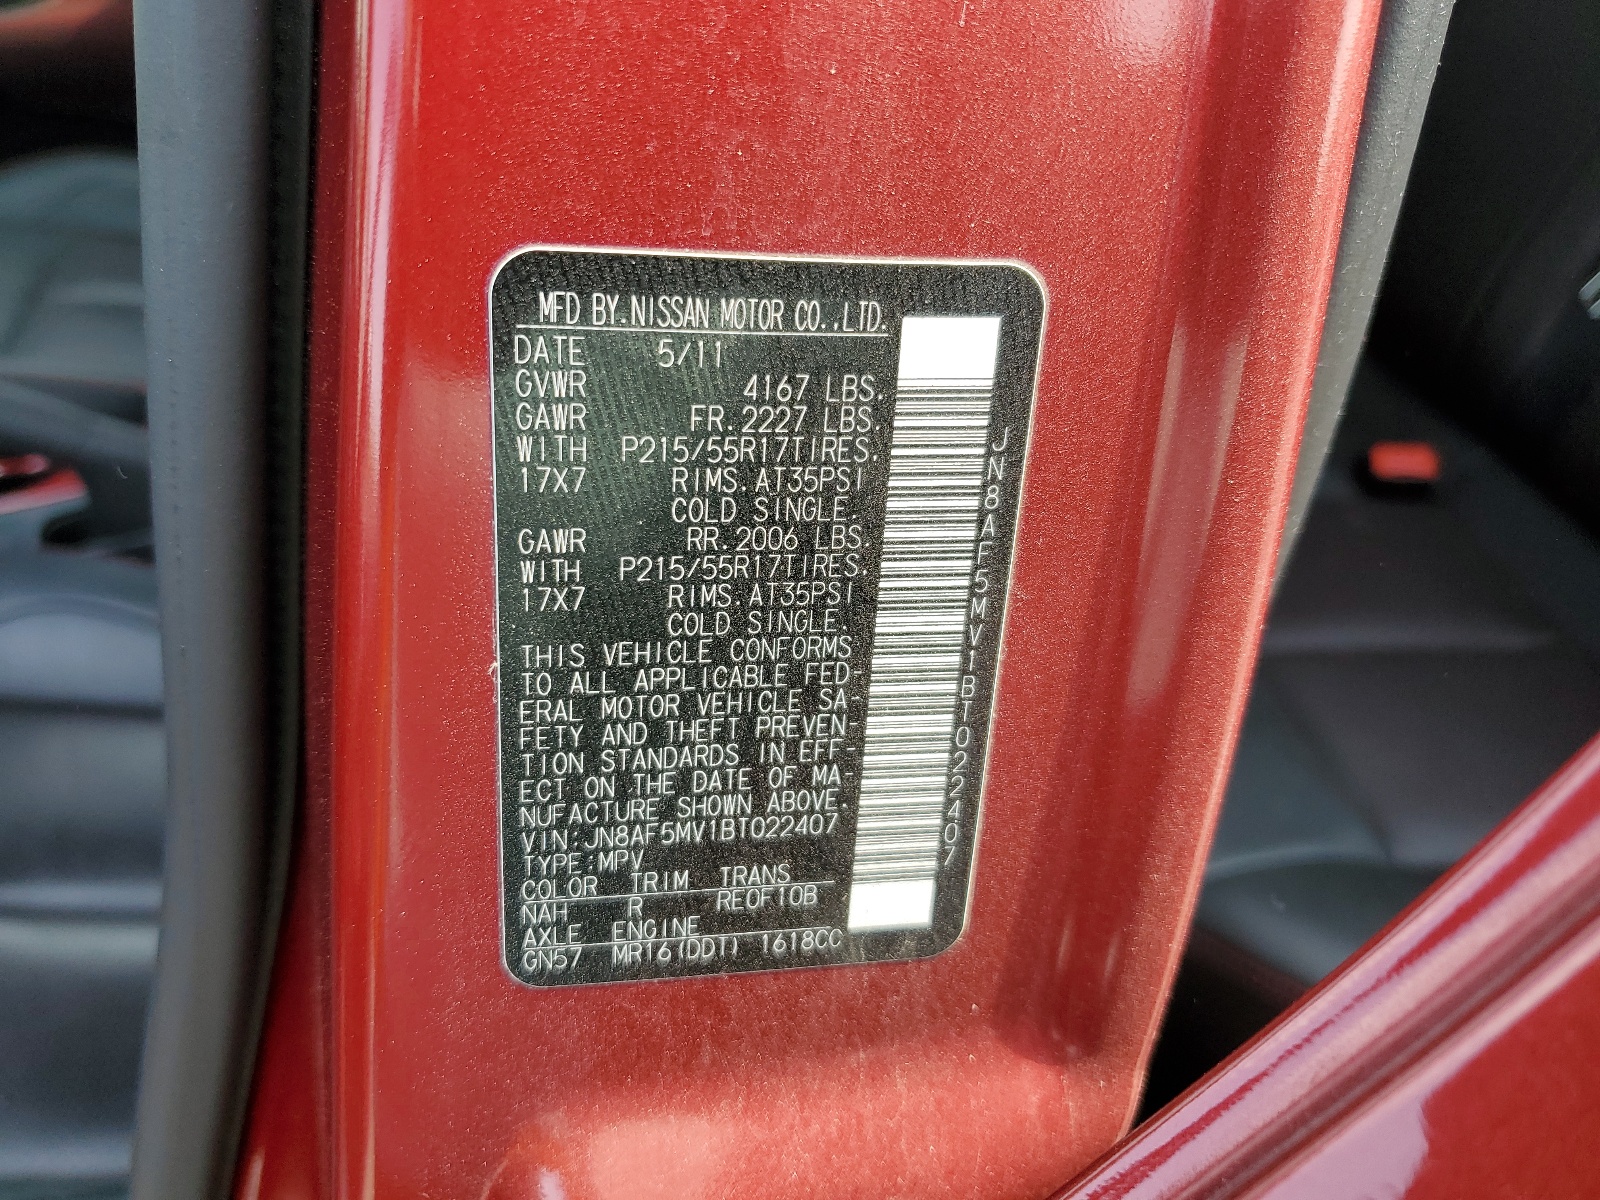 MFD BY.NISSAN MOTOR CO.,LTD.
DATE 5/11
GVWR 4167 LBS.
GAWR FR.2227 LBS.
WITH P215/55R17TIRES.
17X7 RIMS.AT35PSI
COLD SINGLE.
GAWR RR.2006 LBS.
WITH P215/55R17TIRES.
17X7 RIMS.AT35PSI
COLD SINGLE.
THIS VEHICLE CONFORMS
TO ALL APPLICABLE FED-
ERAL MOTOR VEHICLE SA-
FETY AND THEFT PREVEN-
TION STANDARDS IN EFF-
ECT ON THE DATE OF MA-
NUFACTURE SHOWN ABOVE.
VIN:JN8AF5MV1BT022407
TYPE:MPV
COLOR TRIM TRANS
NAH R REOF10B
AXLE ENGINE
GN57 MR16(DDT) 1618CC
JN8AF5MV1BT022407